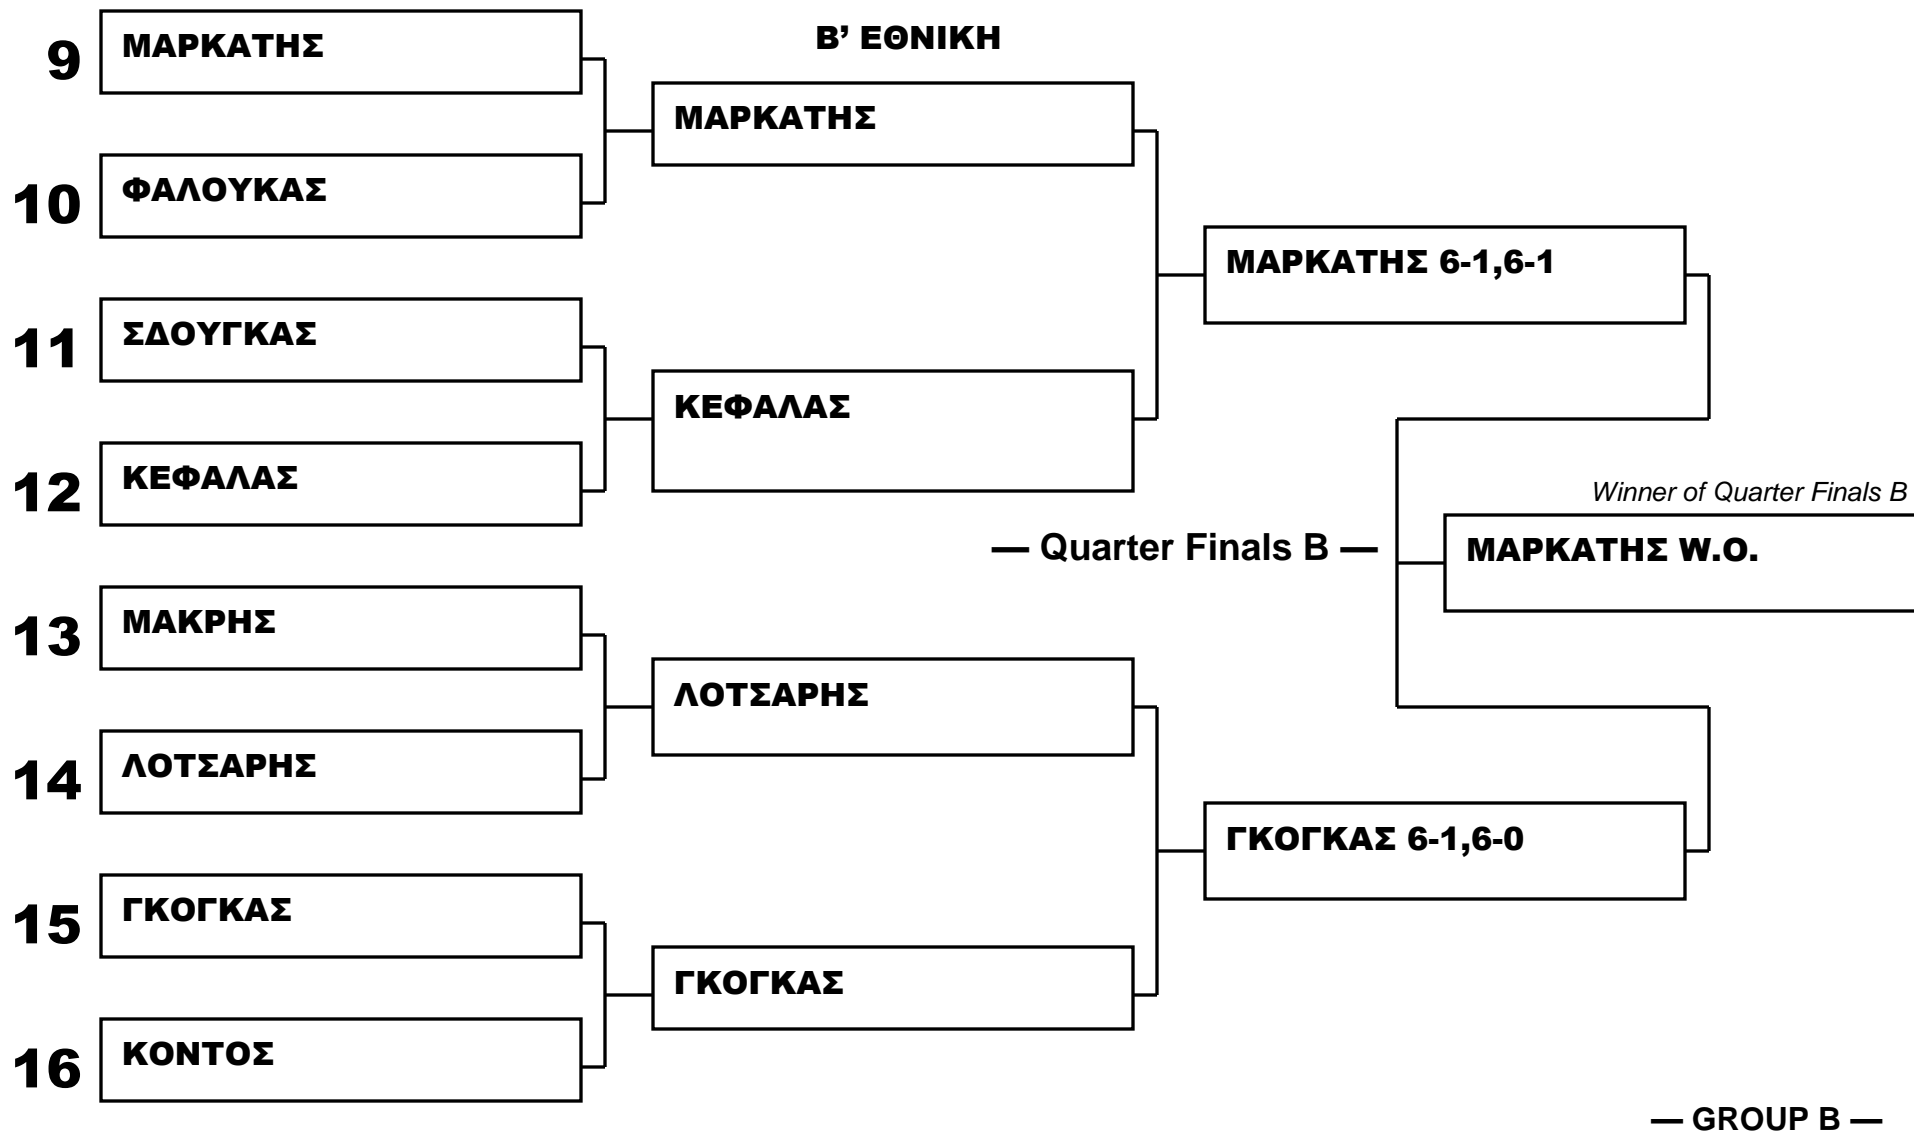 Β’ ΕΘΝΙΚΗ
9 ΜΑΡΚΑΤΗΣ
ΜΑΡΚΑΤΗΣ
10 ΦΑΛΟΥΚΑΣ
ΜΑΡΚΑΤΗΣ 6-1,6-1
11 ΣΔΟΥΓΚΑΣ
ΚΕΦΑΛΑΣ
12 ΚΕΦΑΛΑΣ
Winner of Quarter Finals B
— Quarter Finals B —
ΜΑΡΚΑΤΗΣ W.O.
13 ΜΑΚΡΗΣ
ΛΟΤΣΑΡΗΣ
14 ΛΟΤΣΑΡΗΣ
ΓΚΟΓΚΑΣ 6-1,6-0
15 ΓΚΟΓΚΑΣ
ΓΚΟΓΚΑΣ
16 ΚΟΝΤΟΣ
— GROUP B —